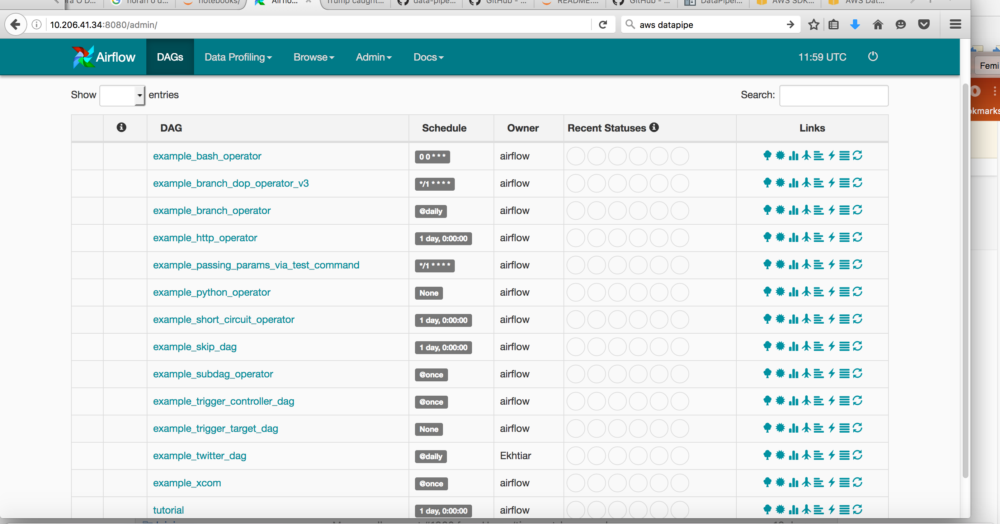 notebooks/ Airflo... Trump caught... data-pipe... GitHub - ... README.... GitHub - ... DataPipel... AWS SDK... AWS Dat...
10.206.41.34:8080/admin/ aws datapipe
Airflow DAGs Data Profiling Browse Admin Docs 11:59 UTC
Femi
Show entries Search:
kmarks
DAG Schedule Owner Recent Statuses Links
example_bash_operator 0 0 * * * airflow
example_branch_dop_operator_v3 */1 * * * * airflow
example_branch_operator @daily airflow
example_http_operator 1 day, 0:00:00 airflow
example_passing_params_via_test_command */1 * * * * airflow
example_python_operator None airflow
example_short_circuit_operator 1 day, 0:00:00 airflow
example_skip_dag 1 day, 0:00:00 airflow
example_subdag_operator @once airflow
example_trigger_controller_dag @once airflow
example_trigger_target_dag None airflow
example_twitter_dag @daily Ekhtiar
example_xcom @once airflow
tutorial 1 day, 0:00:00 airflow